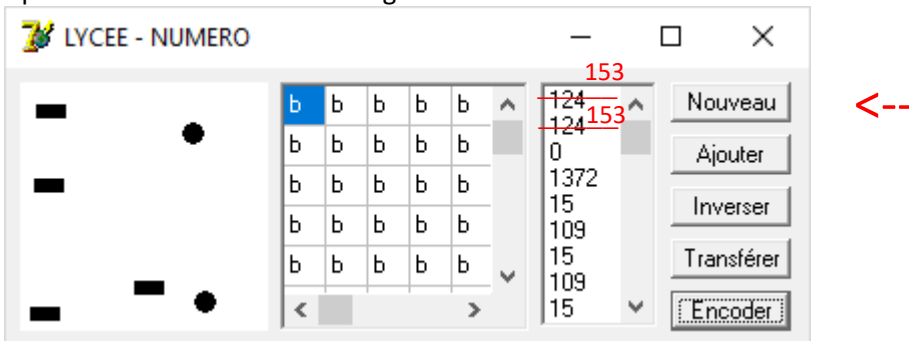 LYCEE - NUMERO
153
b b b b b 124 Nouveau <--
153
124
b b b b b 0 Ajouter
1372
b b b b b 15 Inverser
109
b b b b b 15 Transférer
109
b b b b b 15 Encoder